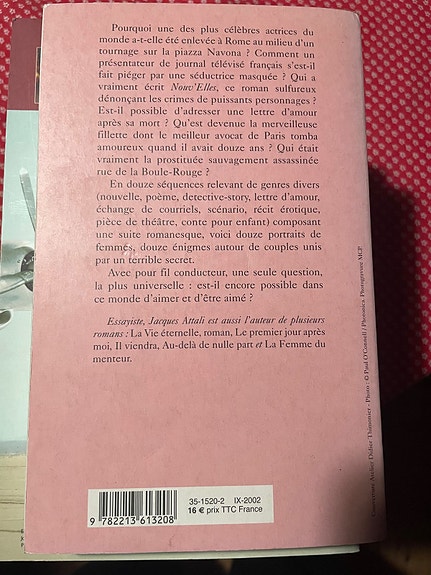 Pourquoi une des plus célèbres actrices du
monde a-t-elle été enlevée à Rome au milieu d'un
tournage sur la piazza Navona ? Comment un
présentateur de journal télévisé français s'est-il
fait piéger par une séductrice masquée ? Qui a
vraiment écrit Nouv'Elles, ce roman sulfureux
dénonçant les crimes de puissants personnages ?
Est-il possible d'adresser une lettre d'amour
après sa mort ? Qu'est devenue la merveilleuse
fillette dont le meilleur avocat de Paris tomba
amoureux quand il avait douze ans ? Qui était
vraiment la prostituée sauvagement assassinée
rue de la Boule-Rouge ?
En douze séquences relevant de genres divers
(nouvelle, poème, detective-story, lettre d'amour,
échange de courriels, scénario, récit érotique,
pièce de théâtre, conte pour enfant) composant
une suite romanesque, voici douze portraits de
femmes, douze énigmes autour de couples unis
par un terrible secret.
Avec pour fil conducteur, une seule question,
la plus universelle : est-il encore possible dans
ce monde d'aimer et d'être aimé ?
Essayiste, Jacques Attali est aussi l'auteur de plusieurs
romans : La Vie éternelle, roman, Le premier jour après
moi, Il viendra, Au-delà de nulle part et La Femme du
menteur.
35-1520-2 IX-2002
16 € prix TTC France
9 782213 613208
Couverture Atelier Didier Thimonier - Photo : © Paul O'Connell / Photonica. Photogravure MCP.